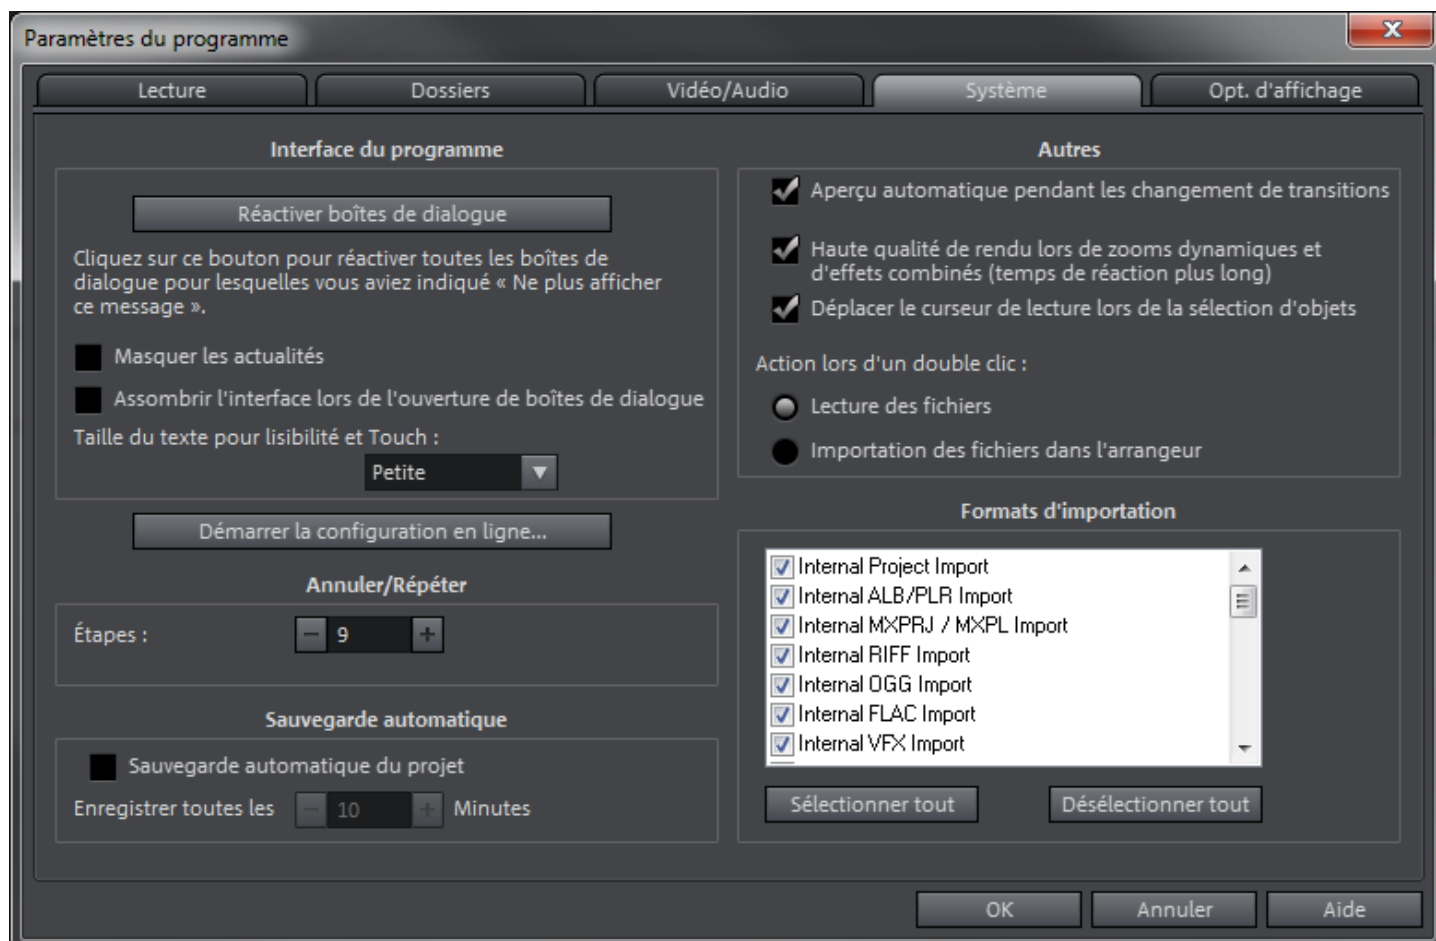 Paramètres du programme
x
Lecture
Dossiers
Vidéo/Audio
Système
Opt. d'affichage
Interface du programme
Réactiver boîtes de dialogue
Cliquez sur ce bouton pour réactiver toutes les boîtes de
dialogue pour lesquelles vous aviez indiqué « Ne plus afficher
ce message ».
Masquer les actualités
Assombrir l'interface lors de l'ouverture de boîtes de dialogue
Taille du texte pour lisibilité et Touch :
Petite
Démarrer la configuration en ligne...
Annuler/Répéter
Étapes :
− 9 +
Sauvegarde automatique
Sauvegarde automatique du projet
Enregistrer toutes les − 10 + Minutes
Autres
Aperçu automatique pendant les changement de transitions
Haute qualité de rendu lors de zooms dynamiques et
d'effets combinés (temps de réaction plus long)
Déplacer le curseur de lecture lors de la sélection d'objets
Action lors d'un double clic :
Lecture des fichiers
Importation des fichiers dans l'arrangeur
Formats d'importation
Internal Project Import
Internal ALB/PLR Import
Internal MXPRJ / MXPL Import
Internal RIFF Import
Internal OGG Import
Internal FLAC Import
Internal VFX Import
Sélectionner tout
Désélectionner tout
OK
Annuler
Aide